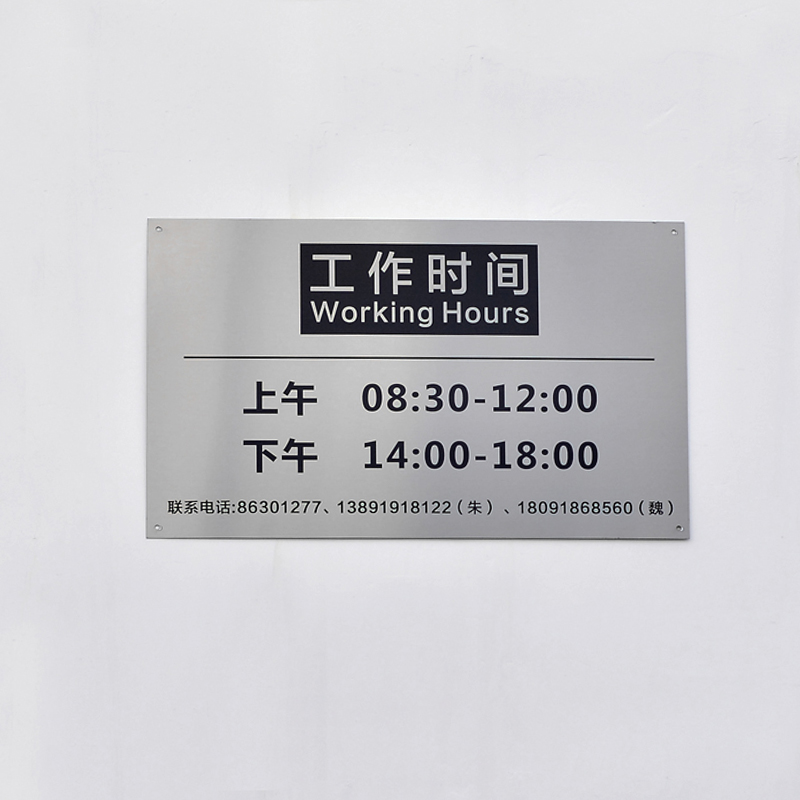 工作时间
Working Hours
上午 08:30-12:00
下午 14:00-18:00
联系电话:86301277、13891918122（朱）、18091868560（魏）